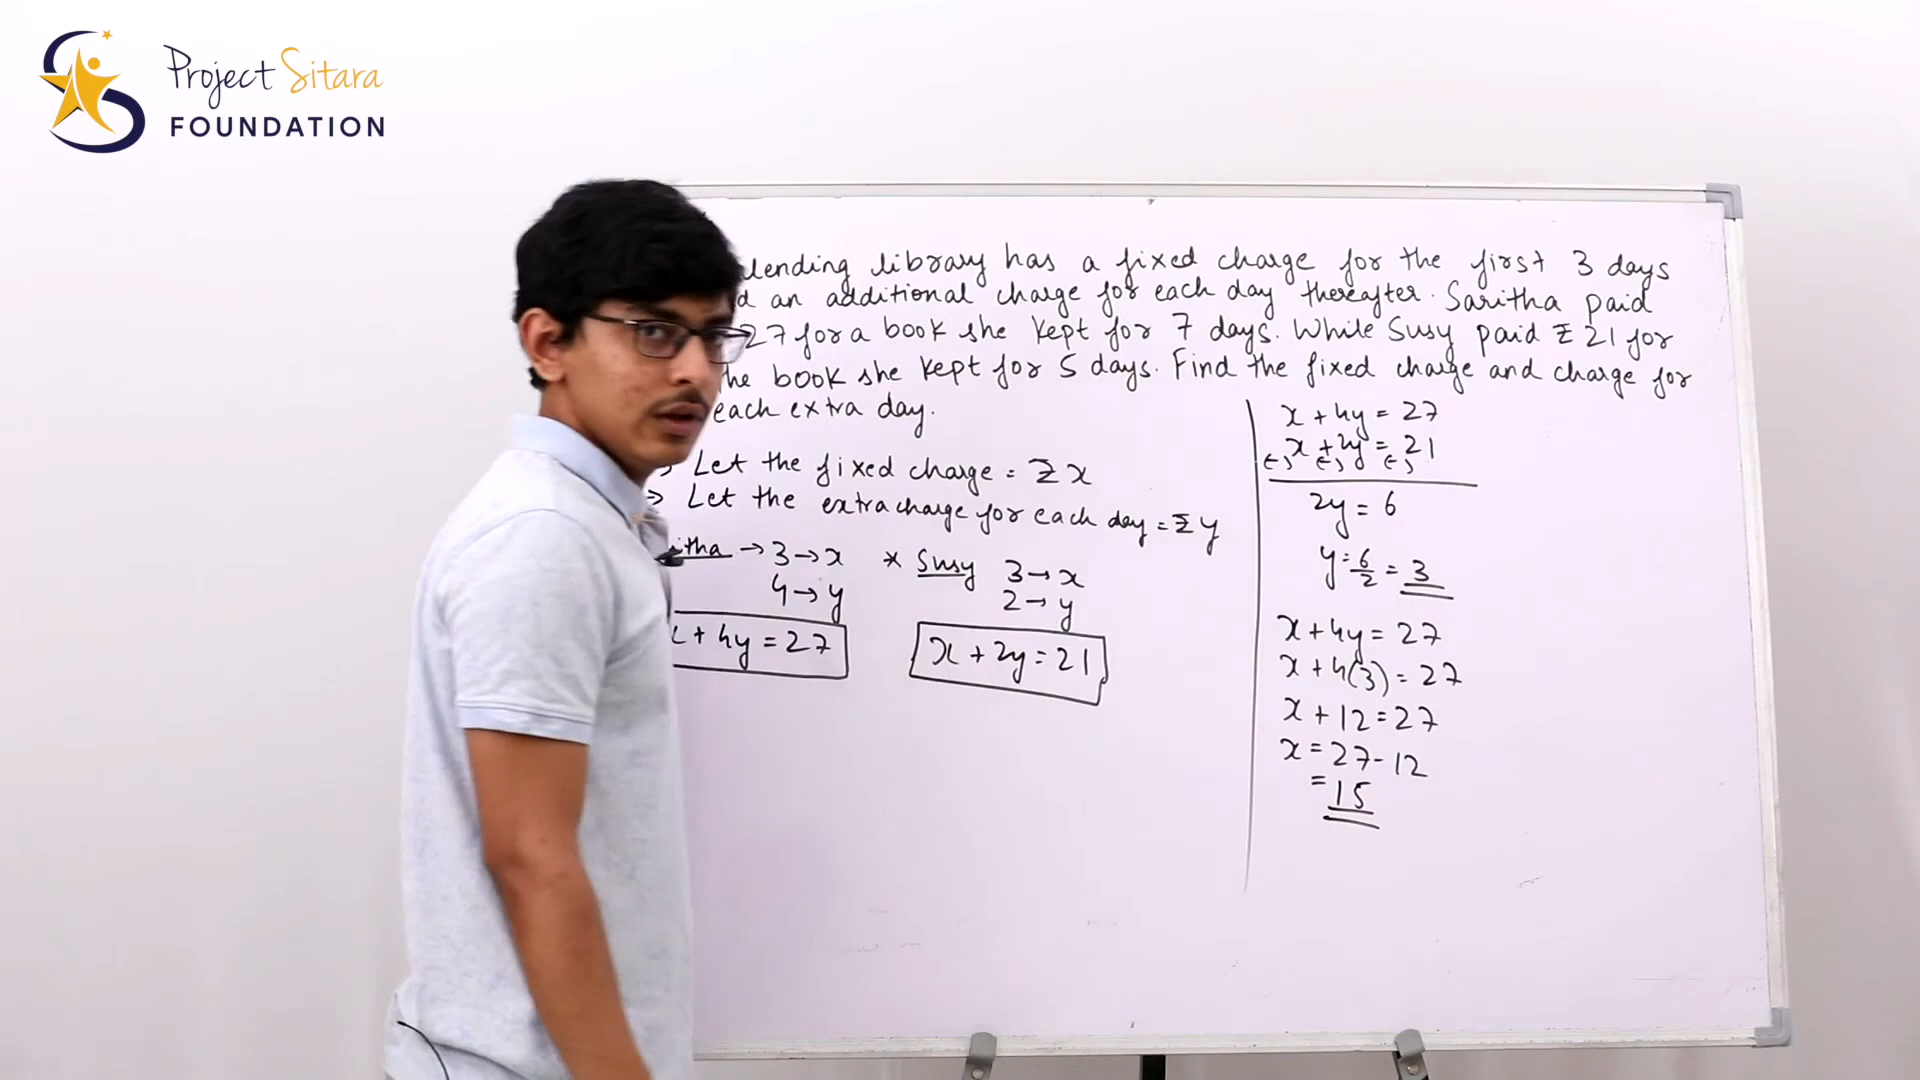 Project Sitara
FOUNDATION
lending library has a fixed charge for the first 3 days
an additional charge for each day thereafter. Saritha paid
27 for a book she kept for 7 days. While Susy paid ₹ 21 for
the book she kept for 5 days. Find the fixed charge and charge for
each extra day.
→ Let the fixed charge = ₹ x
→ Let the extra charge for each day = ₹ y
itha → 3 → x
4 → y
x + 4y = 27
* Susy 3 → x
2 → y
x + 2y = 21
x + 4y = 27
x + 2y = 21
(-) (-) (-)
2y = 6
y = 6/2 = 3
x + 4y = 27
x + 4(3) = 27
x + 12 = 27
x = 27 - 12
= 15